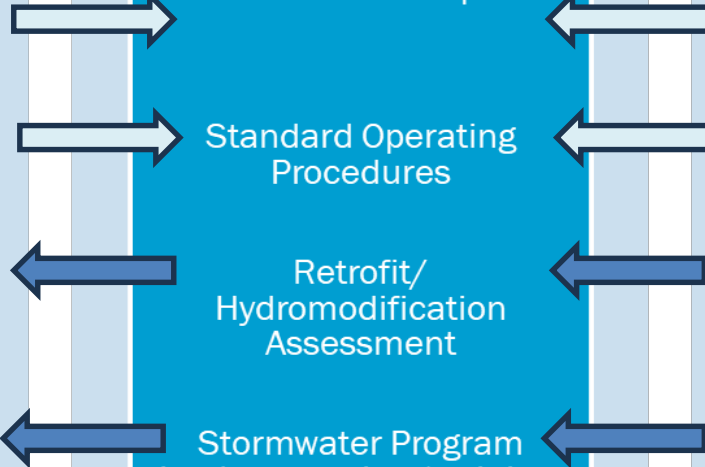 Standard Operating
Procedures
Retrofit/
Hydromodification
Assessment
Stormwater Program